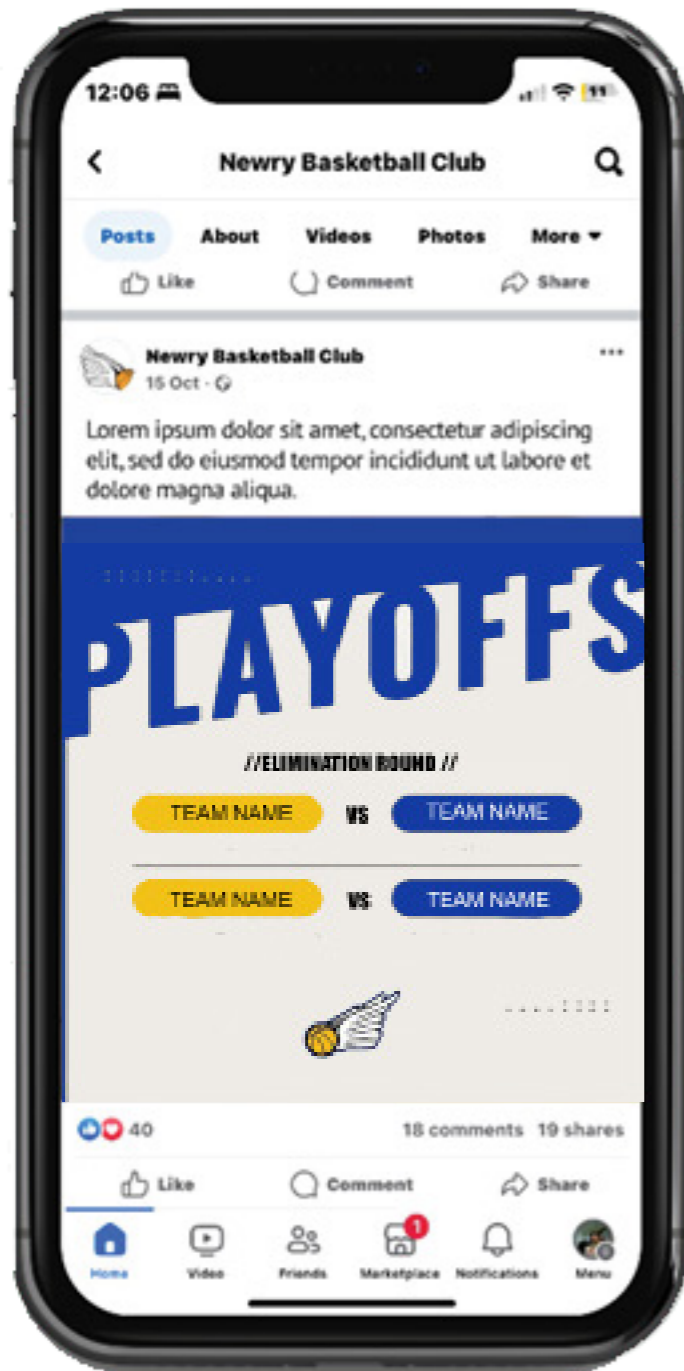 12:06
11
Newry Basketball Club
Posts About Videos Photos More
Like Comment Share
Newry Basketball Club
15 Oct
Lorem ipsum dolor sit amet, consectetur adipiscing
elit, sed do eiusmod tempor incididunt ut labore et
dolore magna aliqua.
PLAYOFFS
//ELIMINATION ROUND //
TEAM NAME VS TEAM NAME
TEAM NAME VS TEAM NAME
40 18 comments 19 shares
Like Comment Share
1
Home Video Friends Marketplace Notifications Menu